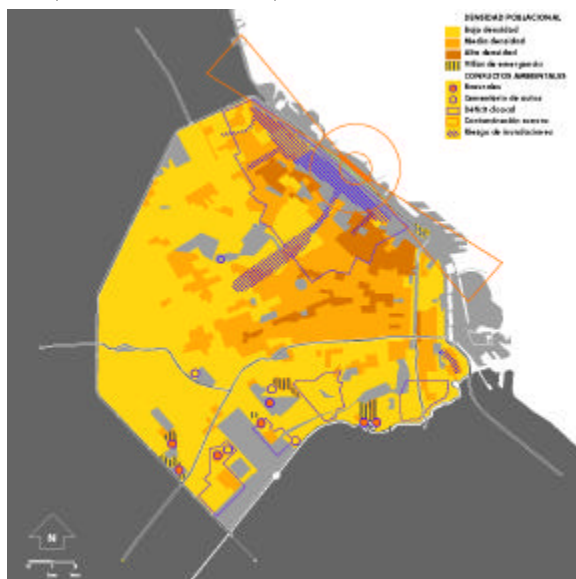 DENSIDAD POBLACIONAL
Baja densidad
Media densidad
Alta densidad
Villas de emergencia
CONFLICTOS AMBIENTALES
Basurales
Cementerio de autos
Déficit cloacal
Contaminación sonora
Riesgo de inundaciones
N